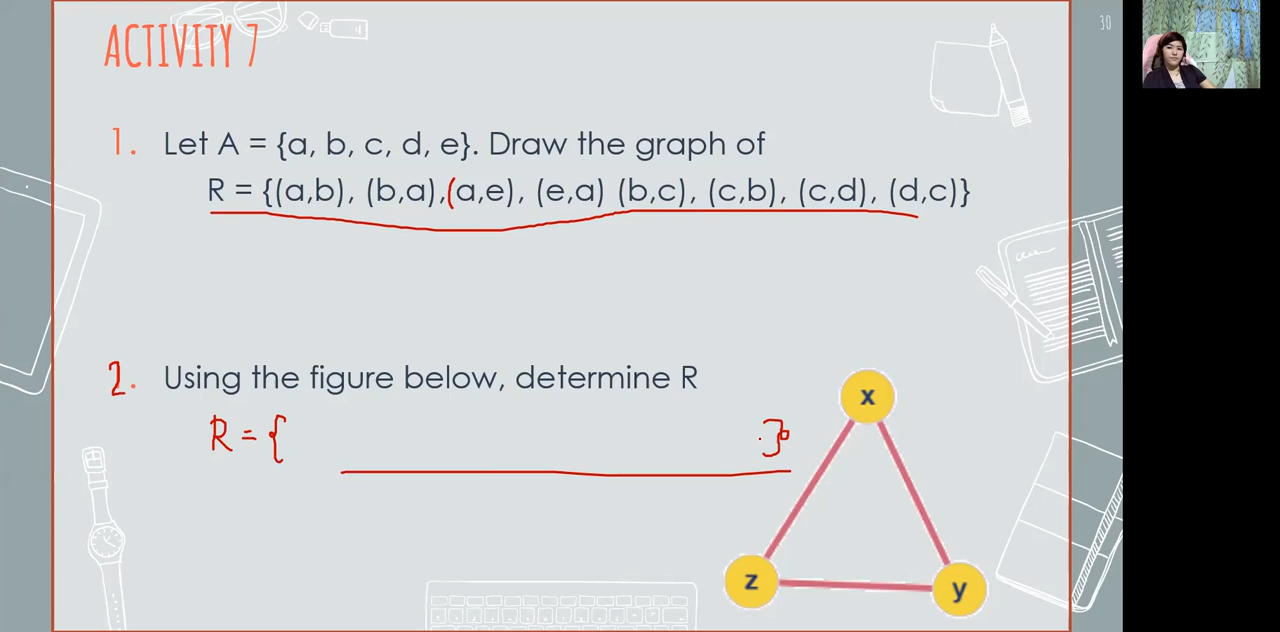 ACTIVITY 7
30
1. Let A = {a, b, c, d, e}. Draw the graph of
R = {(a,b), (b,a),(a,e), (e,a) (b,c), (c,b), (c,d), (d,c)}
2. Using the figure below, determine R
R = { }
x
z
y